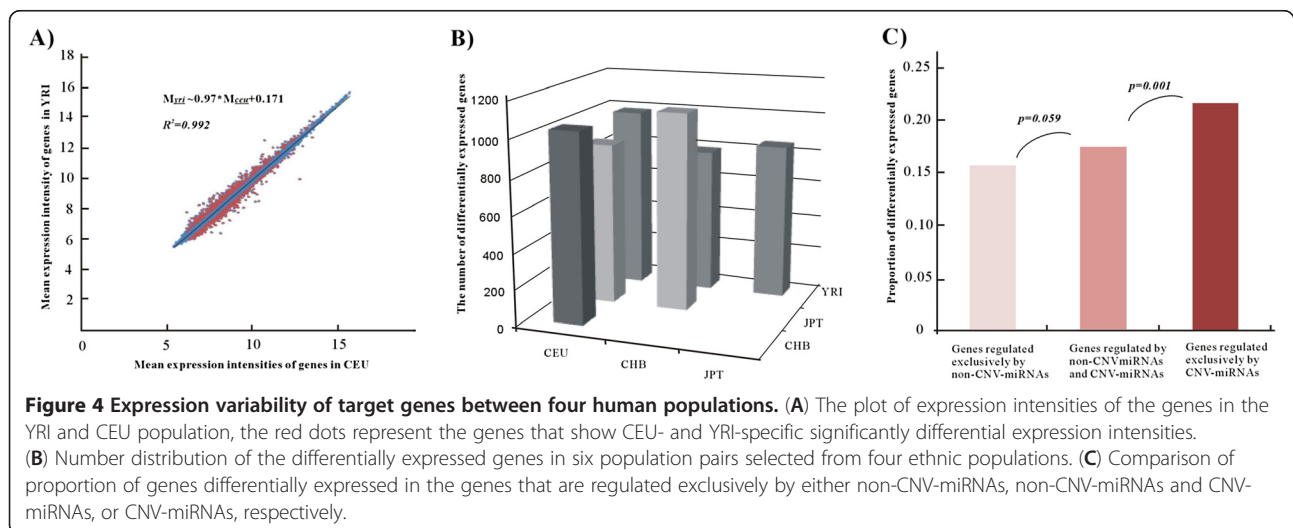 A)
18
16
14
12
10
8
6
4
2
0
5
10
15
Mean expression intensity of genes in YRI
Mean expression intensities of genes in CEU
Myri~0.97*Mceu+0.171
R²=0.992
B)
The number of differentially expressed genes
1200
1000
800
600
400
200
0
CEU
CHB
JPT
CHB
JPT
YRI
C)
Proportion of differentially expressed genes
0.25
0.20
0.15
0.10
0.05
0
p=0.059
p=0.001
Genes regulated
exclusively by
non-CNV-miRNAs
Genes regulated by
non-CNVmiRNAs
and CNV-miRNAs
Genes regulated
exclusively by
CNV-miRNAs
Figure 4 Expression variability of target genes between four human populations. (A) The plot of expression intensities of the genes in the
YRI and CEU population, the red dots represent the genes that show CEU- and YRI-specific significantly differential expression intensities.
(B) Number distribution of the differentially expressed genes in six population pairs selected from four ethnic populations. (C) Comparison of
proportion of genes differentially expressed in the genes that are regulated exclusively by either non-CNV-miRNAs, non-CNV-miRNAs and CNV-
miRNAs, or CNV-miRNAs, respectively.